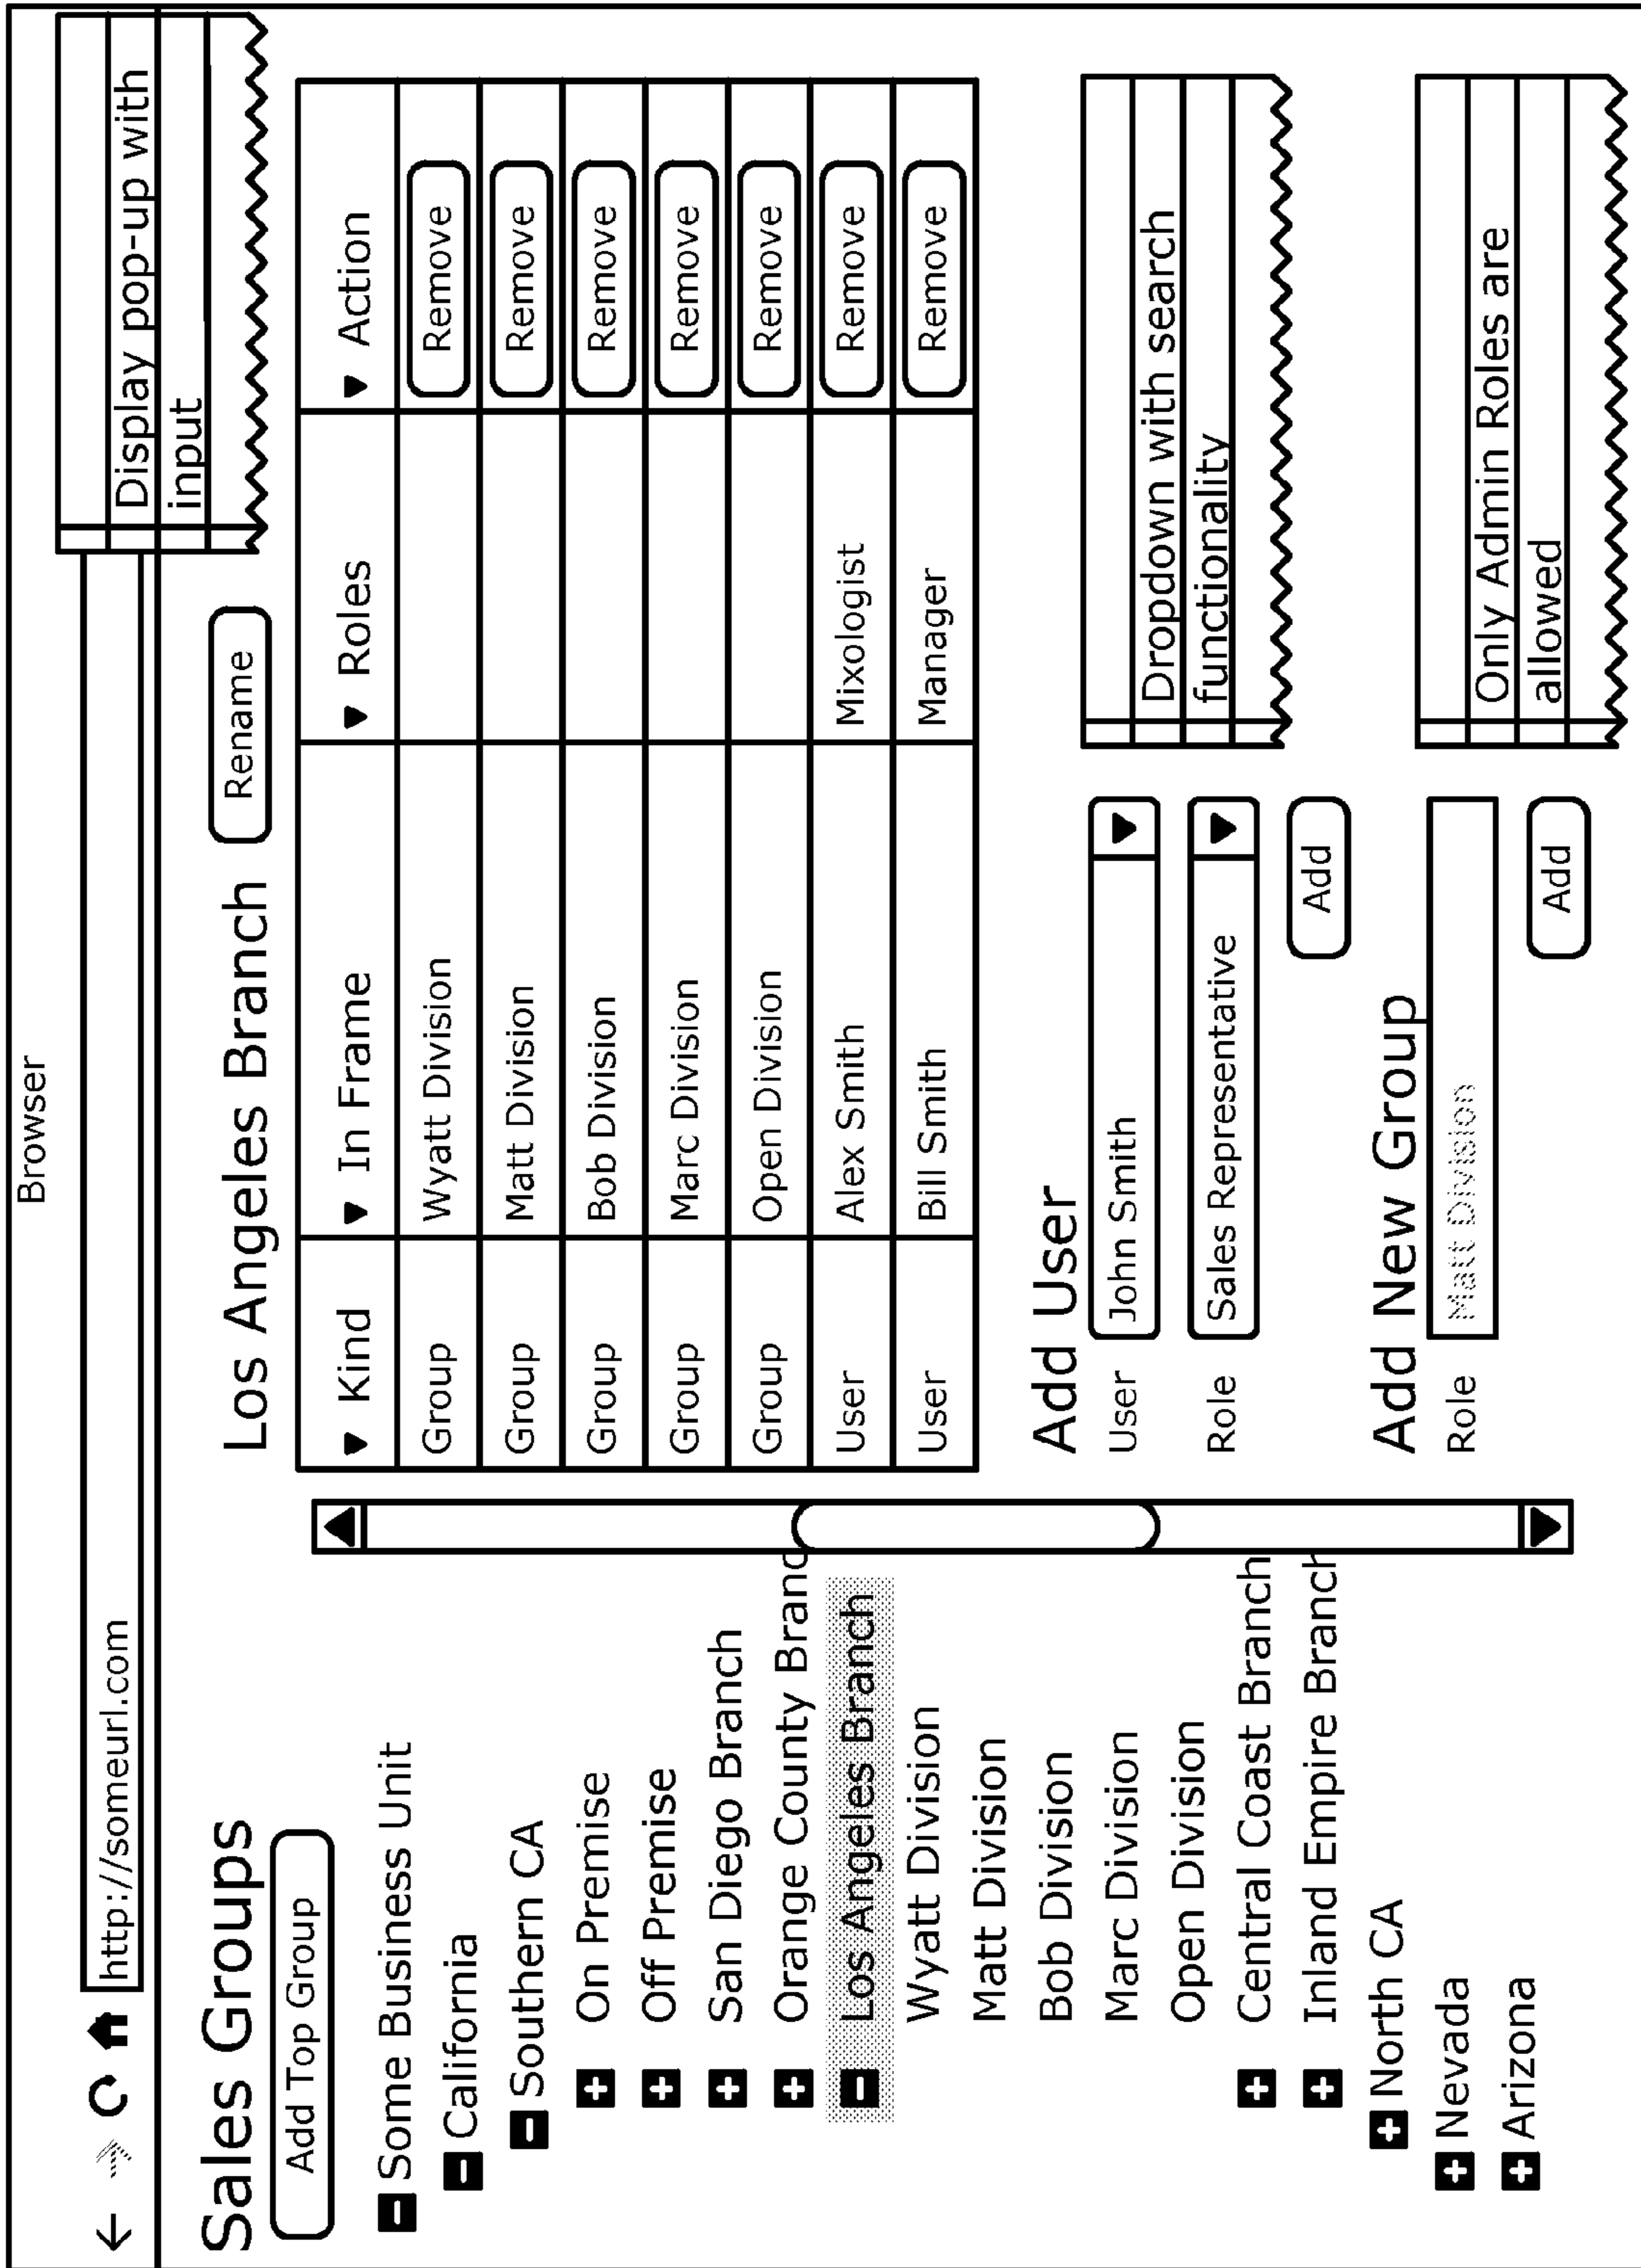 Browser
http://someurl.com
Display pop-up with
input
Sales Groups
Add Top Group
Some Business Unit
California
Southern CA
On Premise
Off Premise
San Diego Branch
Orange County Branc
Los Angeles Branch
Wyatt Division
Matt Division
Bob Division
Marc Division
Open Division
Central Coast Branch
Inland Empire Branch
North CA
Nevada
Arizona
Los Angeles Branch Rename
Kind In Frame Roles Action
Group Wyatt Division Remove
Group Matt Division Remove
Group Bob Division Remove
Group Marc Division Remove
Group Open Division Remove
User Alex Smith Mixologist Remove
User Bill Smith Manager Remove
Add User
User John Smith
Role Sales Representative
Add
Dropdown with search
functionality
Add New Group
Role Matt Division
Add
Only Admin Roles are
allowed